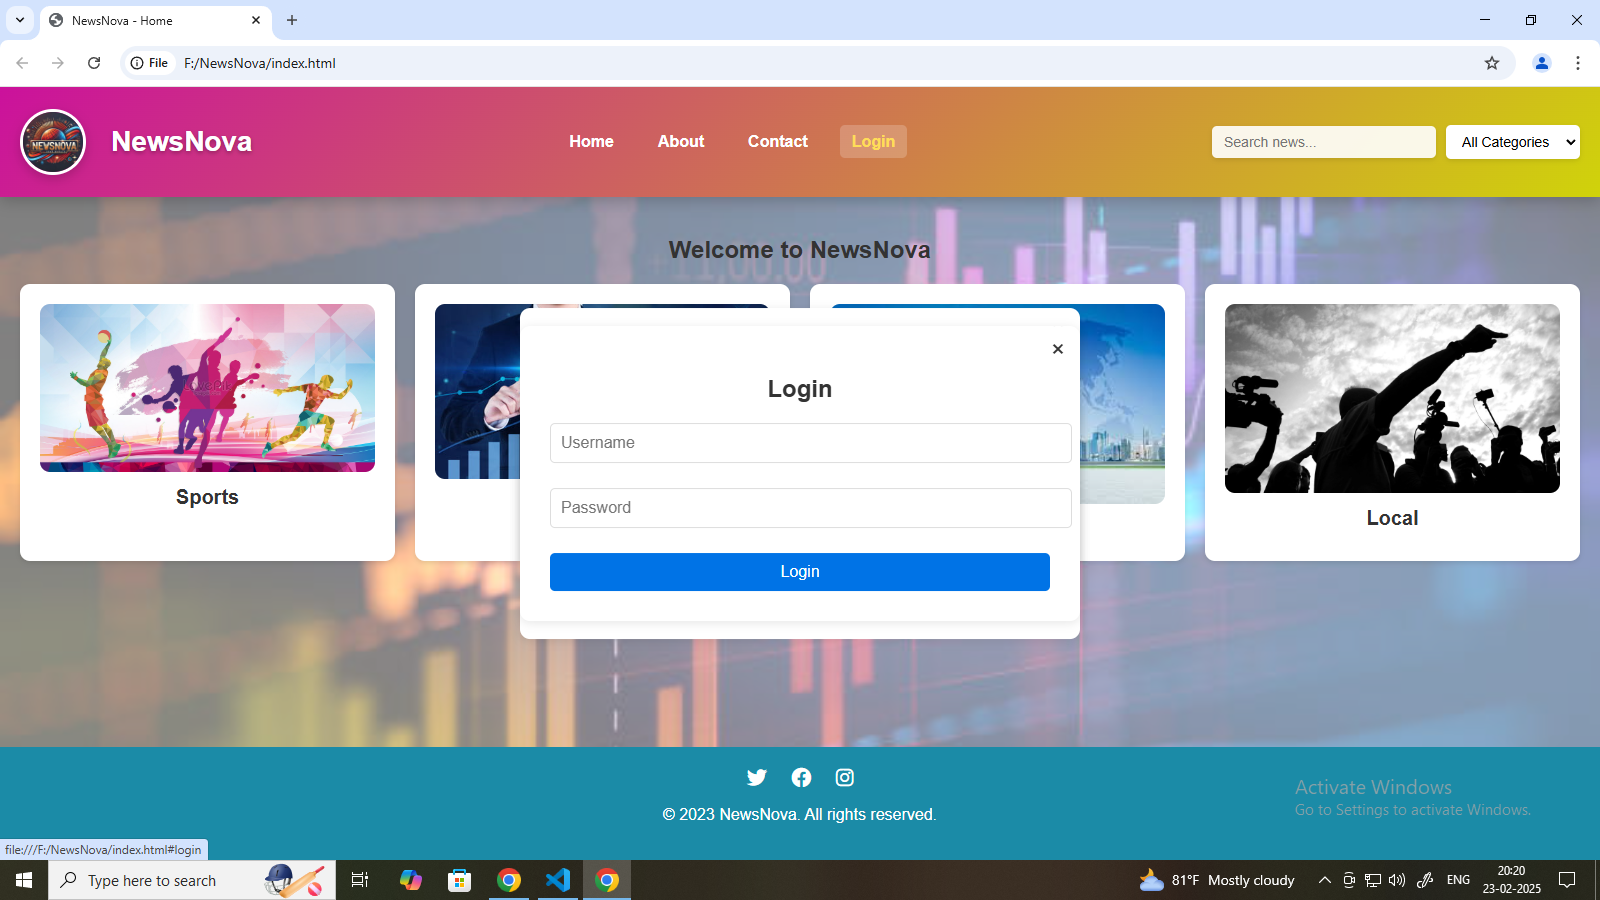 NewsNova - Home
File
F:/NewsNova/index.html
NEWSNOVA
NewsNova
Home
About
Contact
Login
Search news...
All Categories
Welcome to NewsNova
Login
Username
Password
Login
Sports
Local
© 2023 NewsNova. All rights reserved.
Activate Windows
Go to Settings to activate Windows.
file:///F:/NewsNova/index.html#login
Type here to search
81°F Mostly cloudy
ENG
20:20
23-02-2025